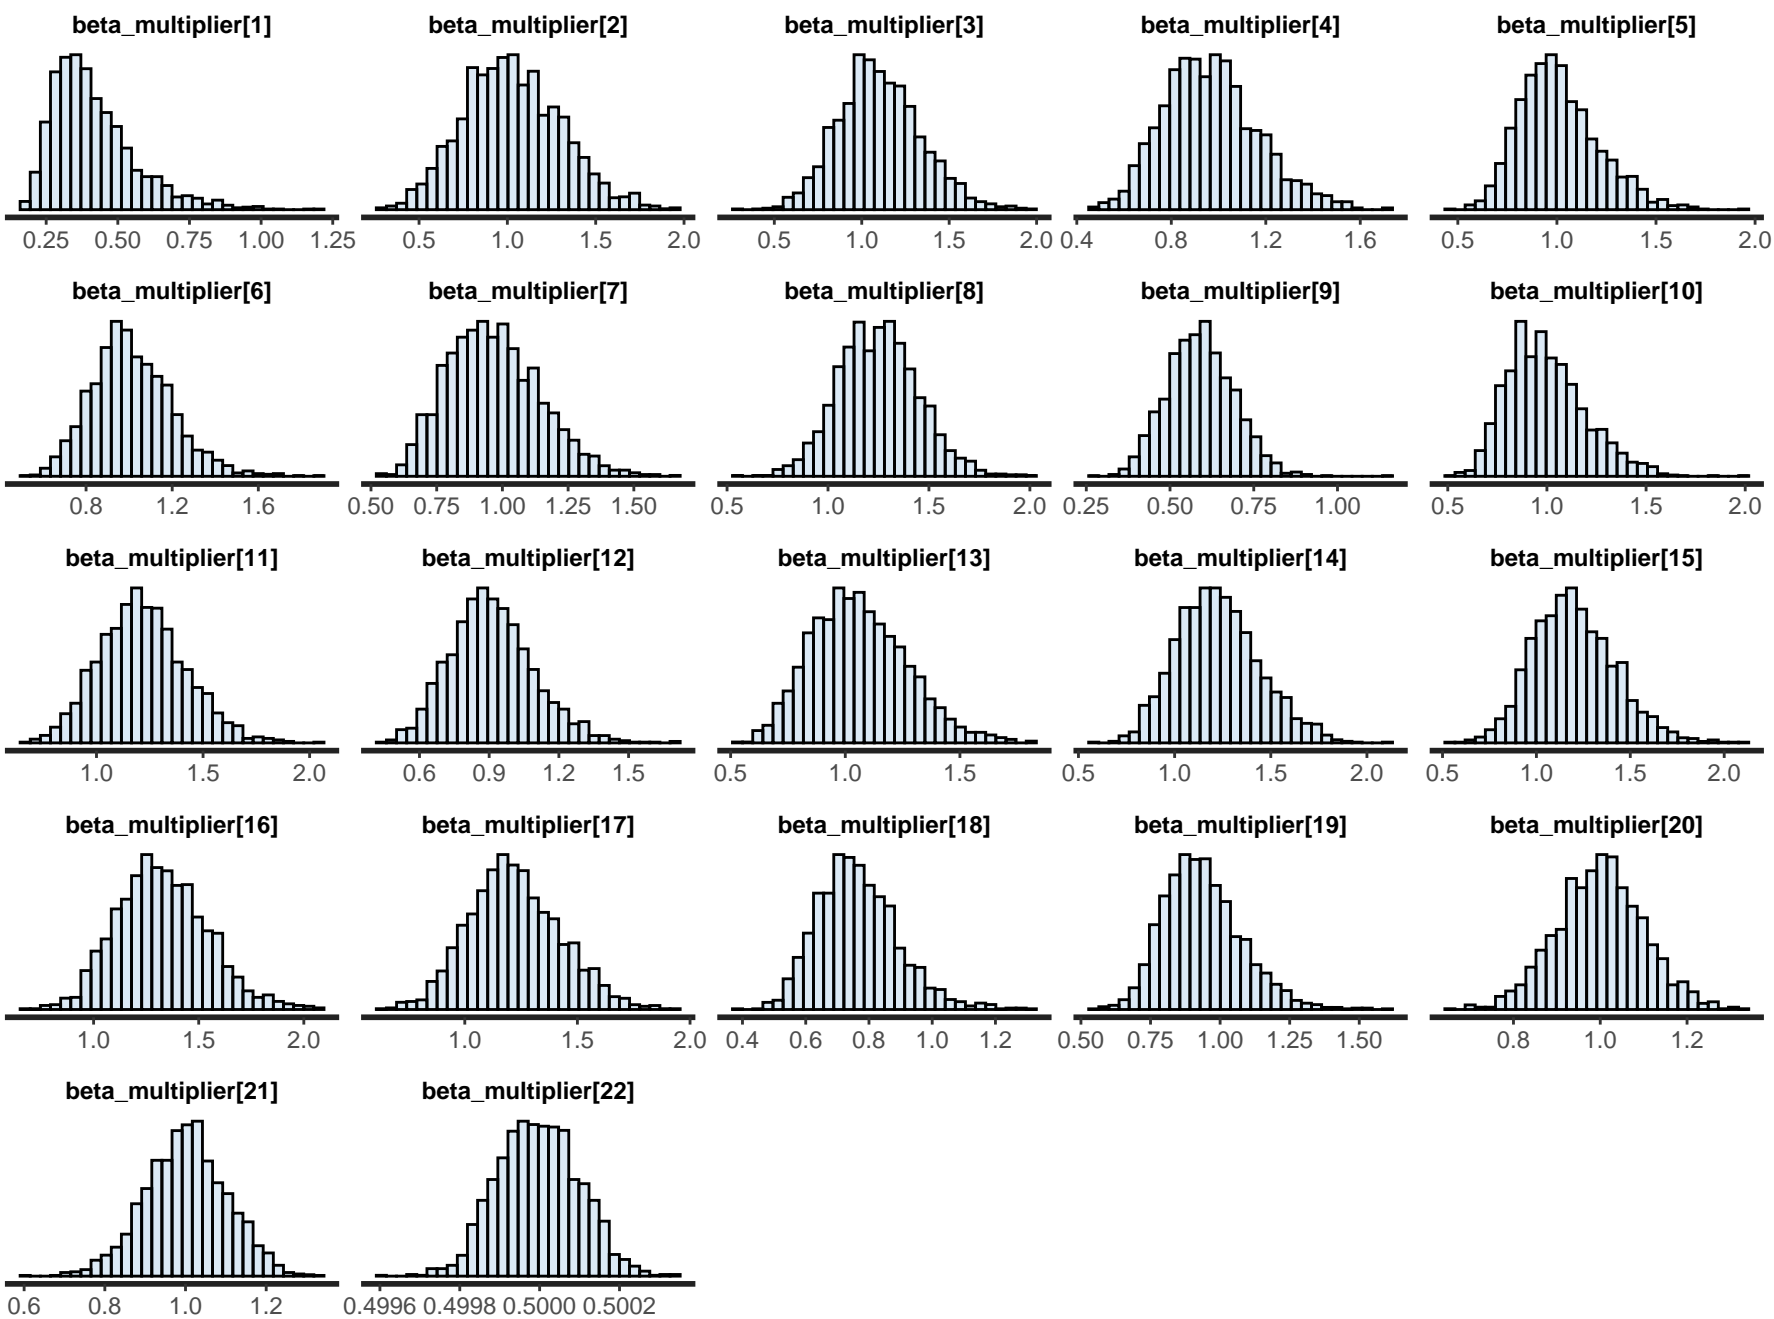 beta_multiplier[1] beta_multiplier[2] beta_multiplier[3] beta_multiplier[4] beta_multiplier[5]
0.25 0.50 0.75 1.00 1.25 0.5 1.0 1.5 2.0 0.5 1.0 1.5 2.0 0.4 0.8 1.2 1.6 0.5 1.0 1.5 2.0
beta_multiplier[6] beta_multiplier[7] beta_multiplier[8] beta_multiplier[9] beta_multiplier[10]
0.8 1.2 1.6 0.50 0.75 1.00 1.25 1.50 0.5 1.0 1.5 2.0 0.25 0.50 0.75 1.00 0.5 1.0 1.5 2.0
beta_multiplier[11] beta_multiplier[12] beta_multiplier[13] beta_multiplier[14] beta_multiplier[15]
1.0 1.5 2.0 0.6 0.9 1.2 1.5 0.5 1.0 1.5 0.5 1.0 1.5 2.0 0.5 1.0 1.5 2.0
beta_multiplier[16] beta_multiplier[17] beta_multiplier[18] beta_multiplier[19] beta_multiplier[20]
1.0 1.5 2.0 1.0 1.5 2.0 0.4 0.6 0.8 1.0 1.2 0.50 0.75 1.00 1.25 1.50 0.8 1.0 1.2
beta_multiplier[21] beta_multiplier[22]
0.6 0.8 1.0 1.2 0.4996 0.4998 0.5000 0.5002